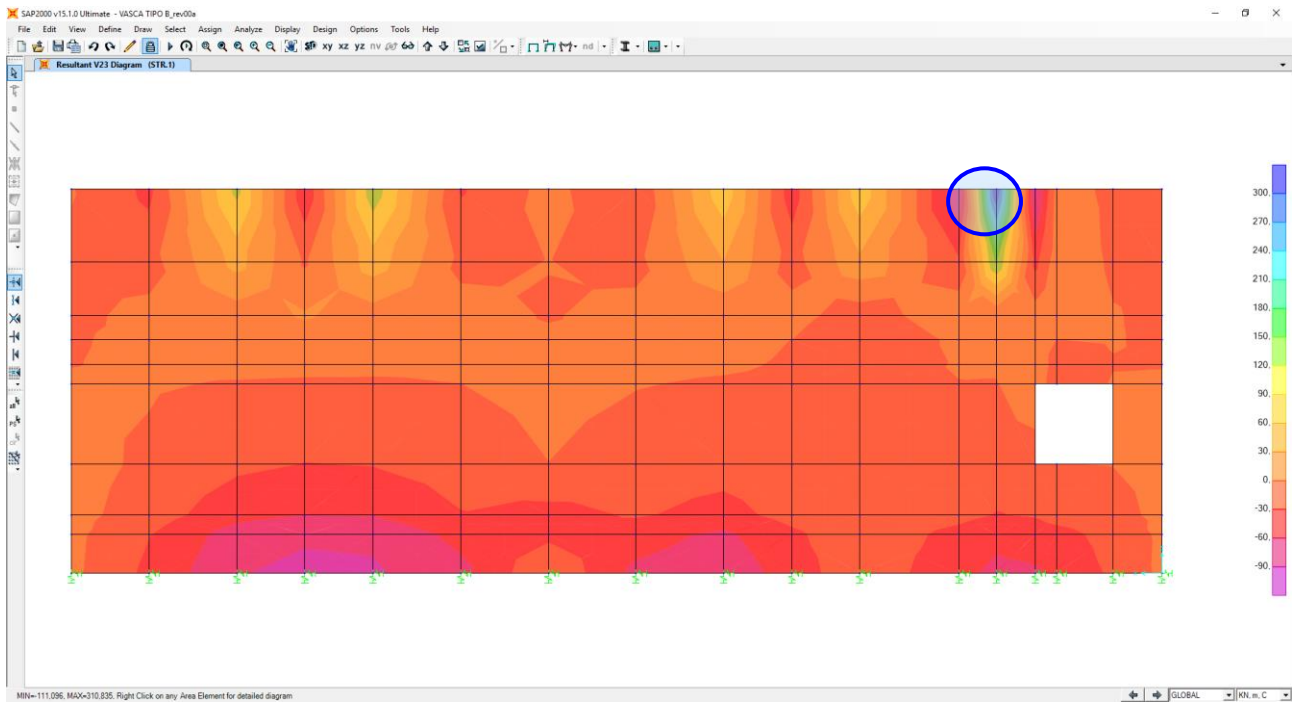 SAP2000 v15.1.0 Ultimate - VASCA TIPO B_rev00a
File Edit View Define Draw Select Assign Analyze Display Design Options Tools Help
xy xz yz nv nd
Resultant V23 Diagram (STR.1)
300,
270,
240,
210,
180,
150,
120,
90,
60,
30,
0,
-30,
-60,
-90,
MIN=-111,096, MAX=310,835, Right Click on any Area Element for detailed diagram
GLOBAL
KN, m, C